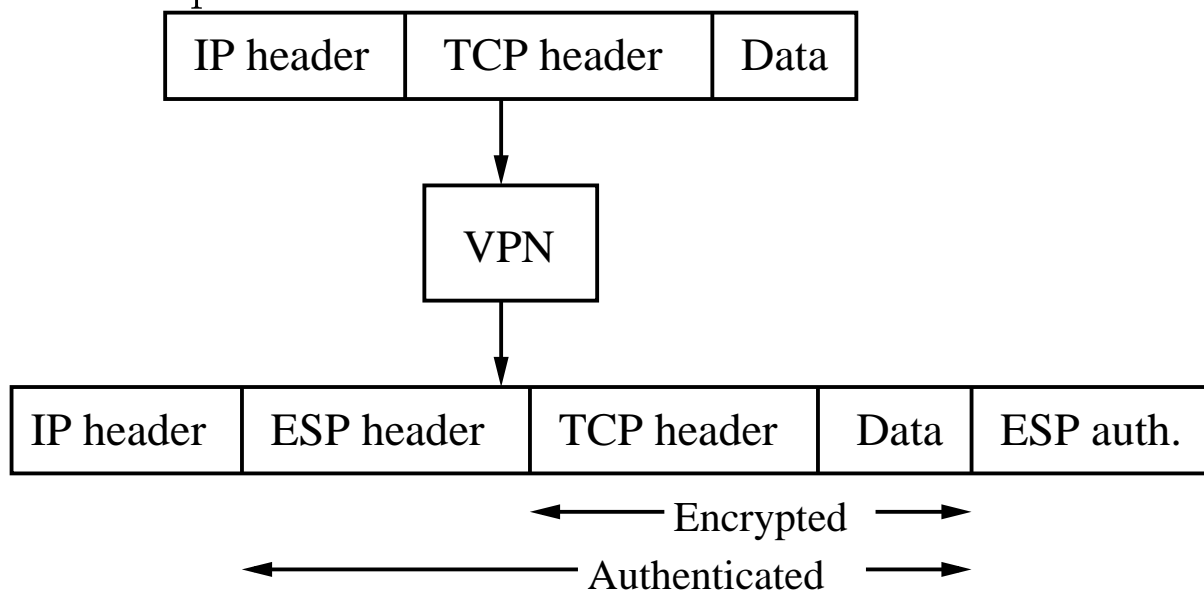 IP header TCP header Data
VPN
IP header ESP header TCP header Data ESP auth.
Encrypted
Authenticated